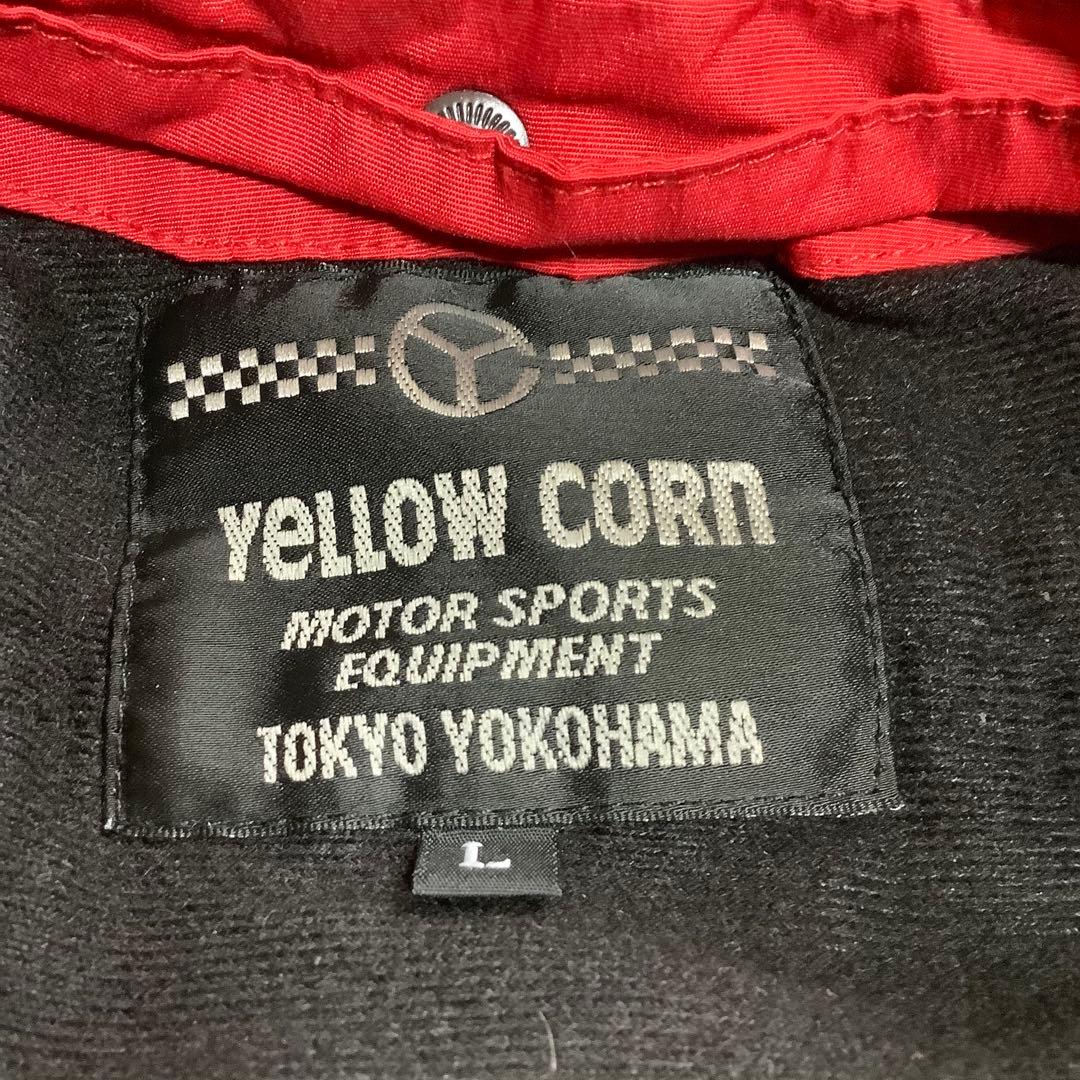 YeLLOW CORn
MOTOR SPORTS
EQUIPMENT
TOKYO YOKOHAMA
L